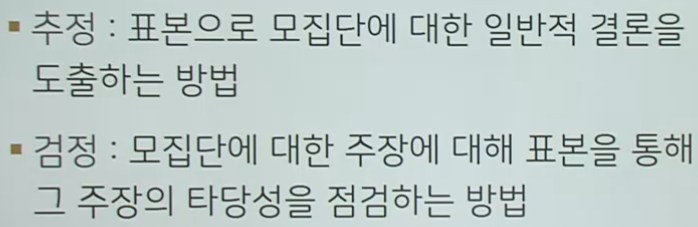 ▪ 추정 : 표본으로 모집단에 대한 일반적 결론을
도출하는 방법
▪ 검정 : 모집단에 대한 주장에 대해 표본을 통해
그 주장의 타당성을 점검하는 방법